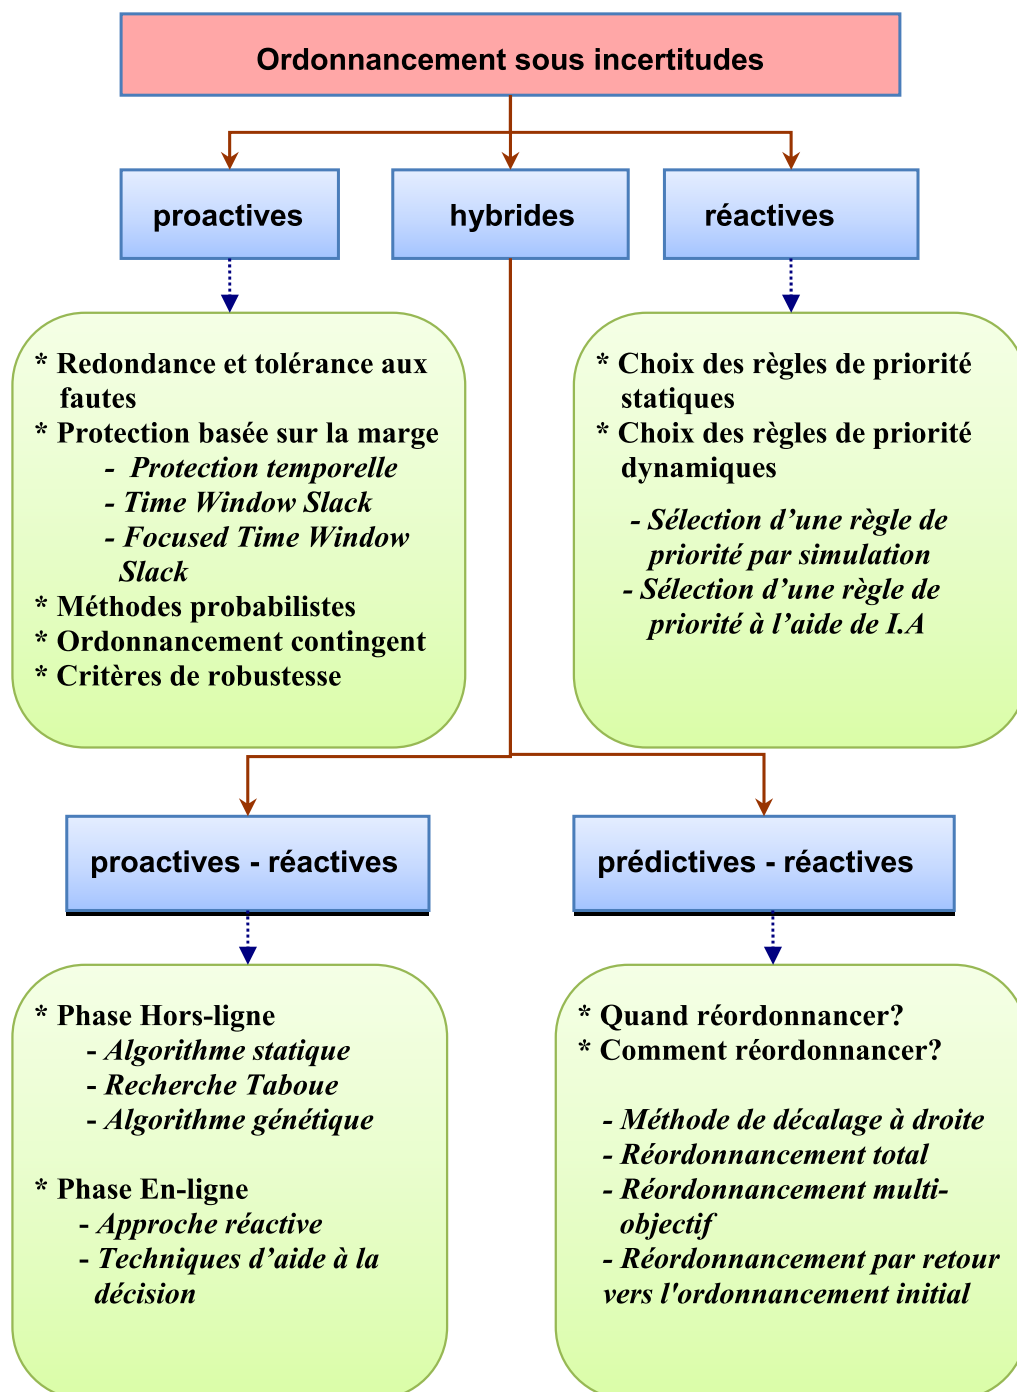 Ordonnancement sous incertitudes
proactives
hybrides
réactives
* Redondance et tolérance aux
fautes
* Protection basée sur la marge
- Protection temporelle
- Time Window Slack
- Focused Time Window
Slack
* Méthodes probabilistes
* Ordonnancement contingent
* Critères de robustesse
* Choix des règles de priorité
statiques
* Choix des règles de priorité
dynamiques
- Sélection d’une règle de
priorité par simulation
- Sélection d’une règle de
priorité à l’aide de I.A
proactives - réactives
prédictives - réactives
* Phase Hors-ligne
- Algorithme statique
- Recherche Taboue
- Algorithme génétique
* Phase En-ligne
- Approche réactive
- Techniques d’aide à la
décision
* Quand réordonnancer?
* Comment réordonnancer?
- Méthode de décalage à droite
- Réordonnancement total
- Réordonnancement multi-
objectif
- Réordonnancement par retour
vers l'ordonnancement initial